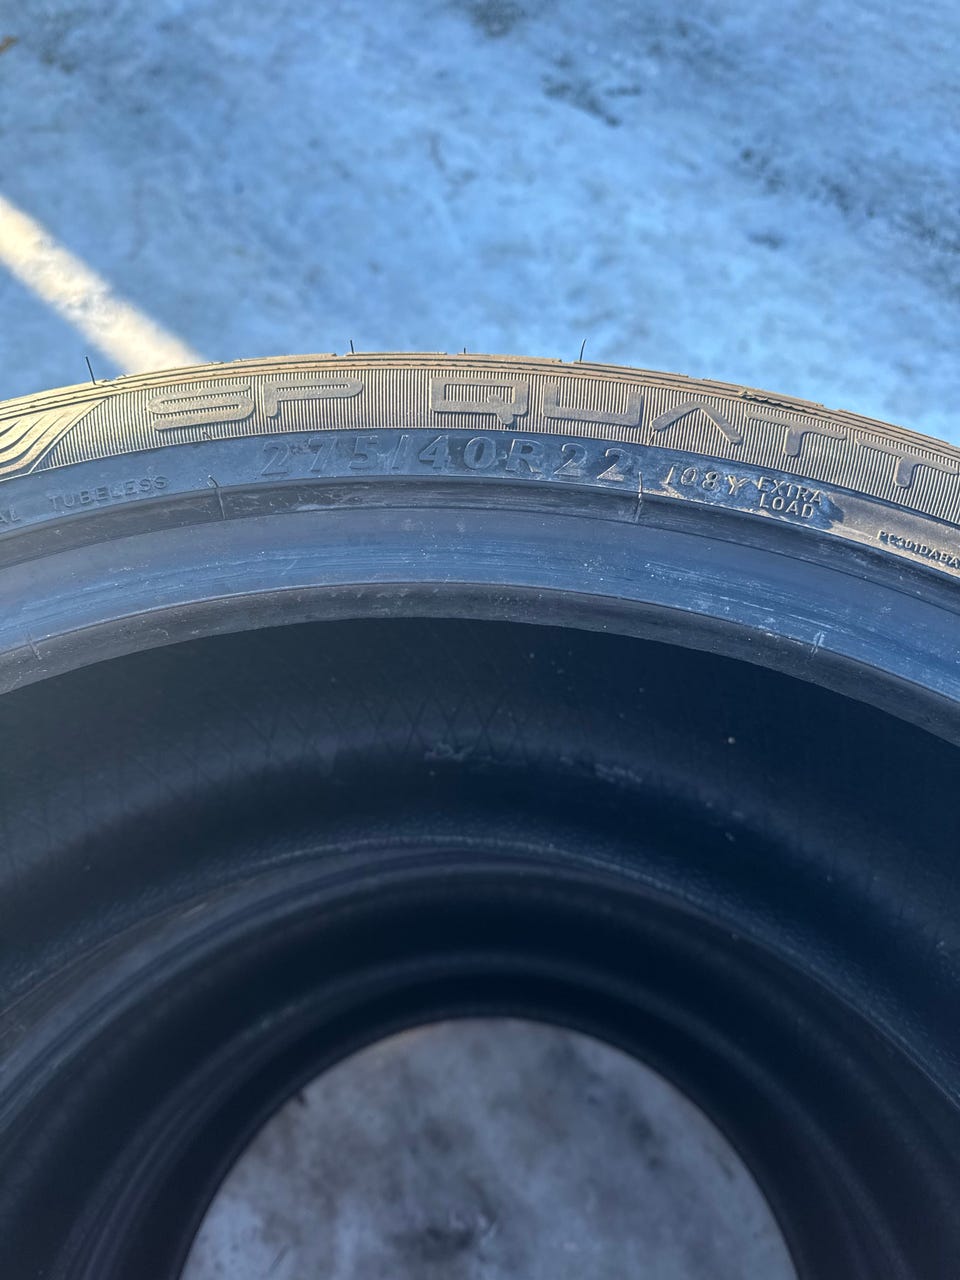 SP QUATT
TUBELESS
275/40R22
108Y EXTRA
LOAD